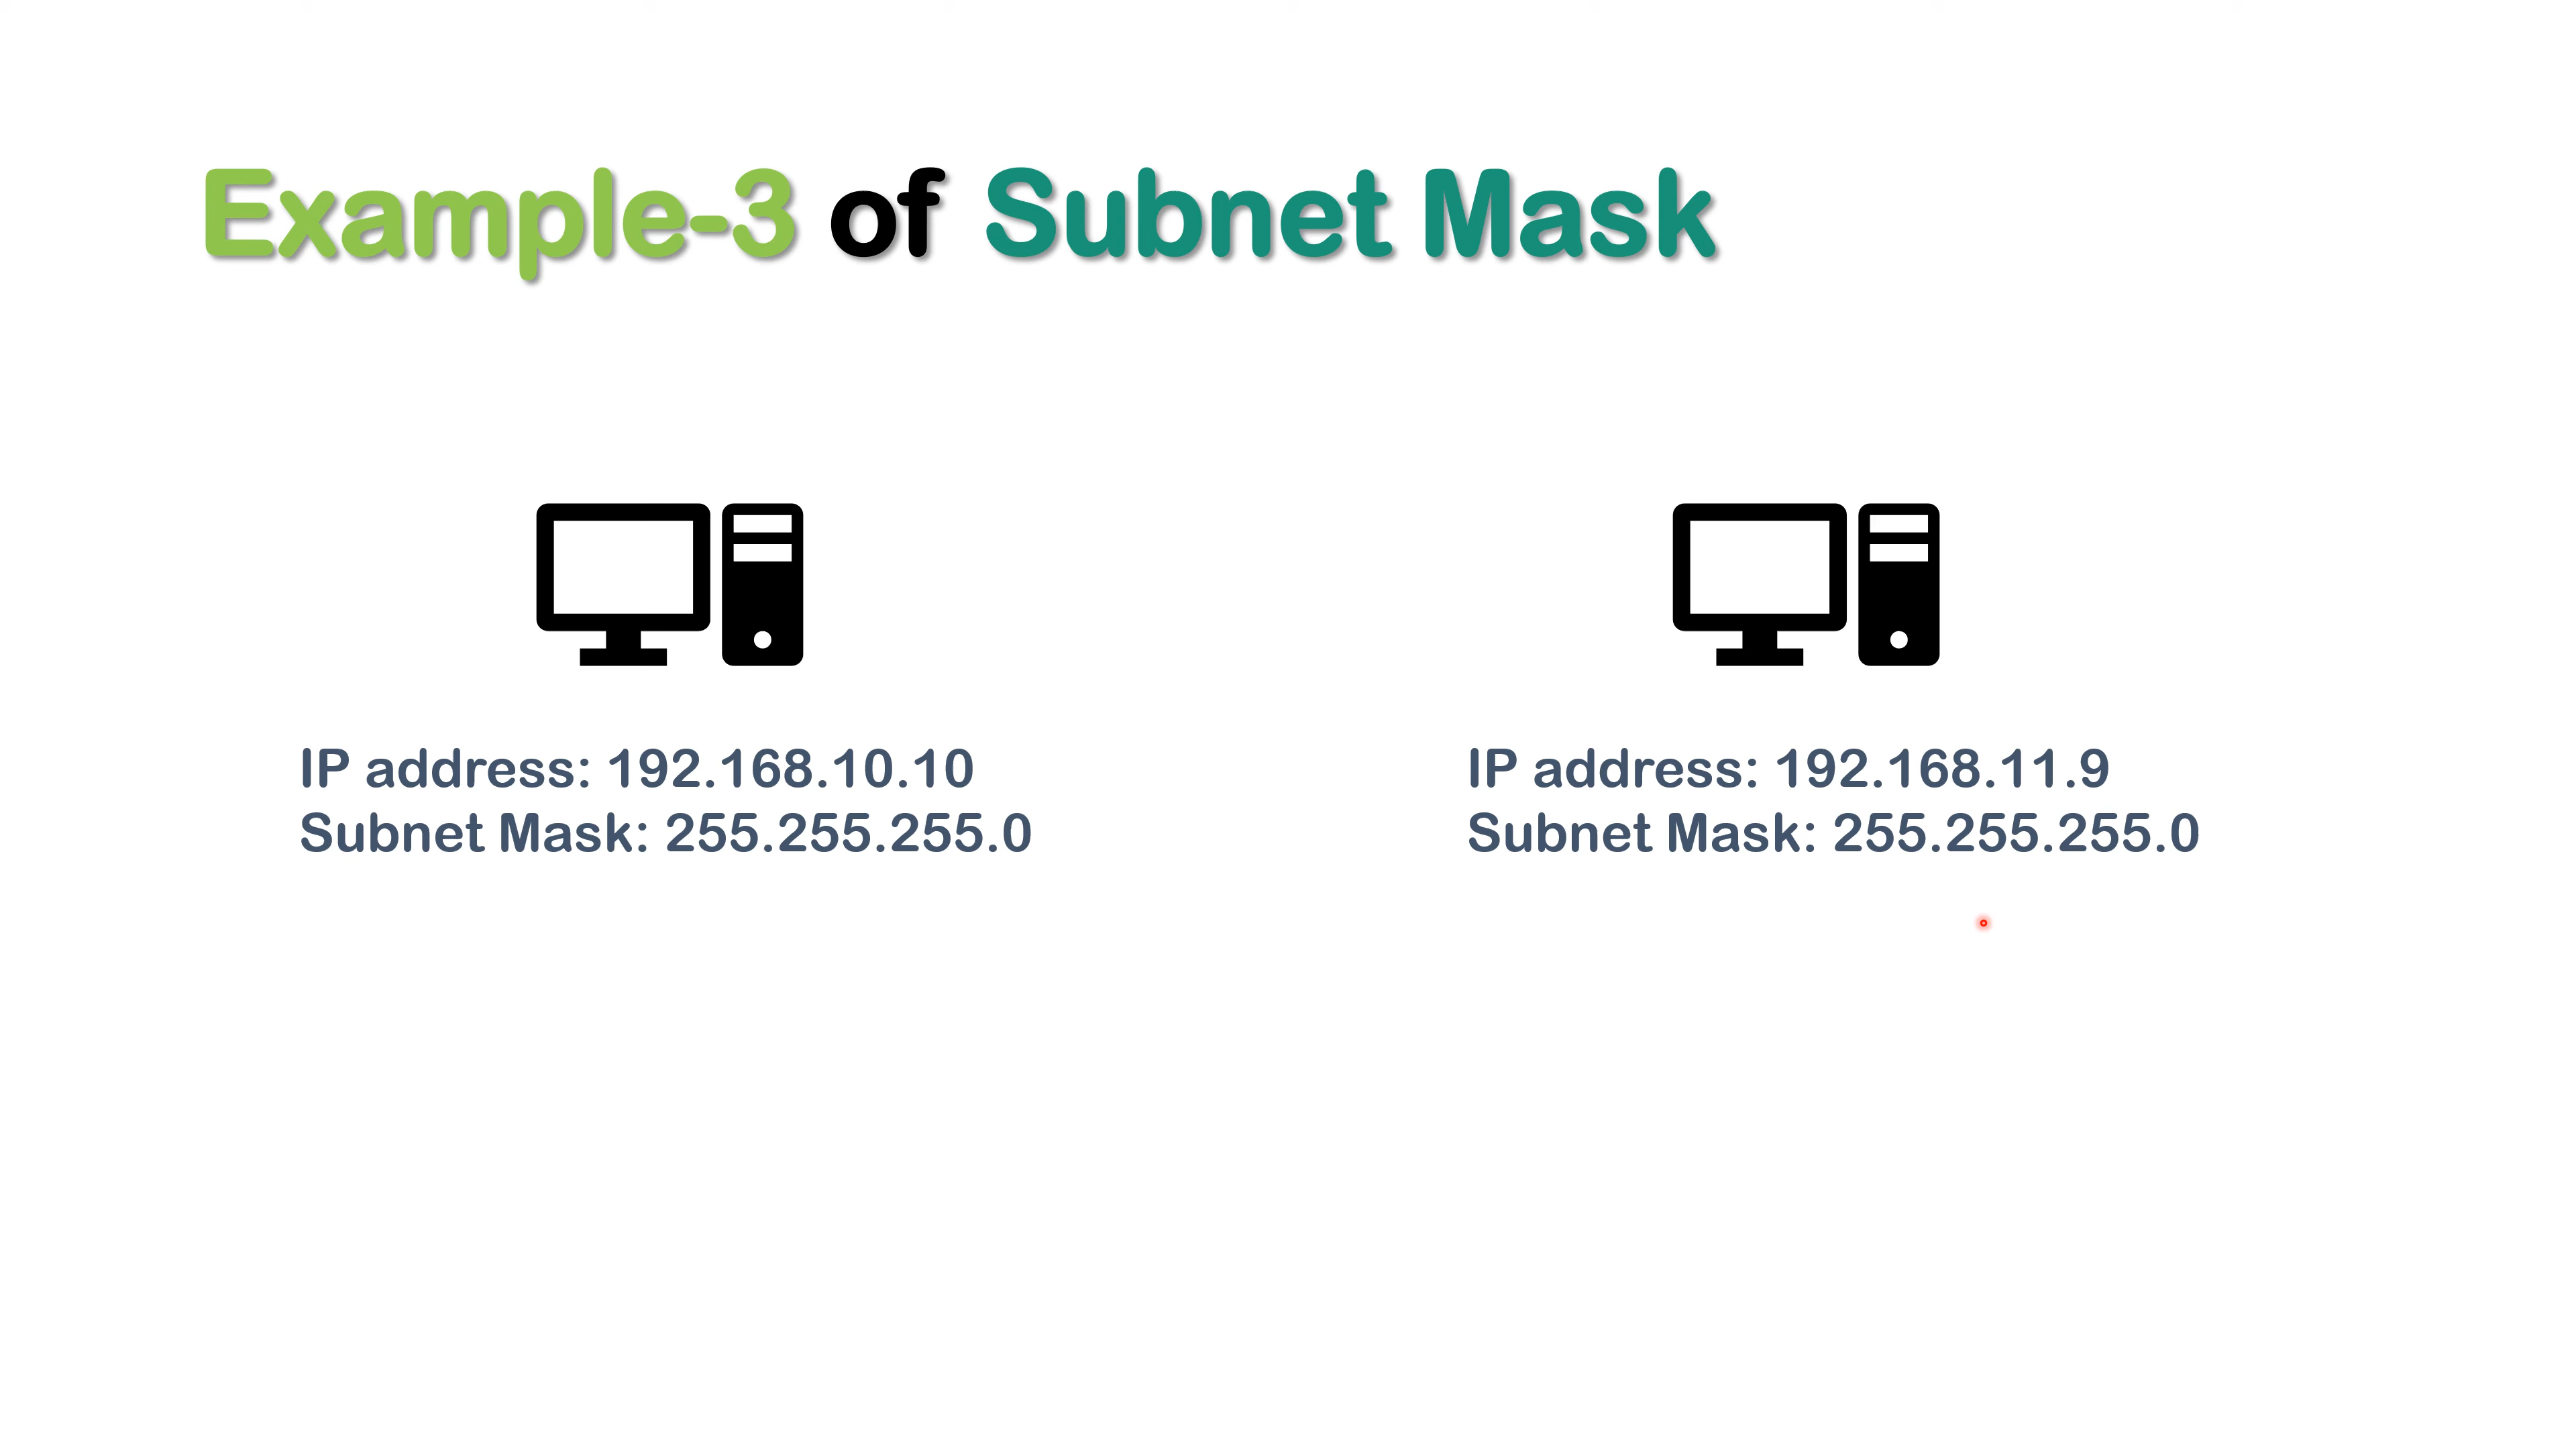 Example-3 of Subnet Mask
IP address: 192.168.10.10
Subnet Mask: 255.255.255.0
IP address: 192.168.11.9
Subnet Mask: 255.255.255.0